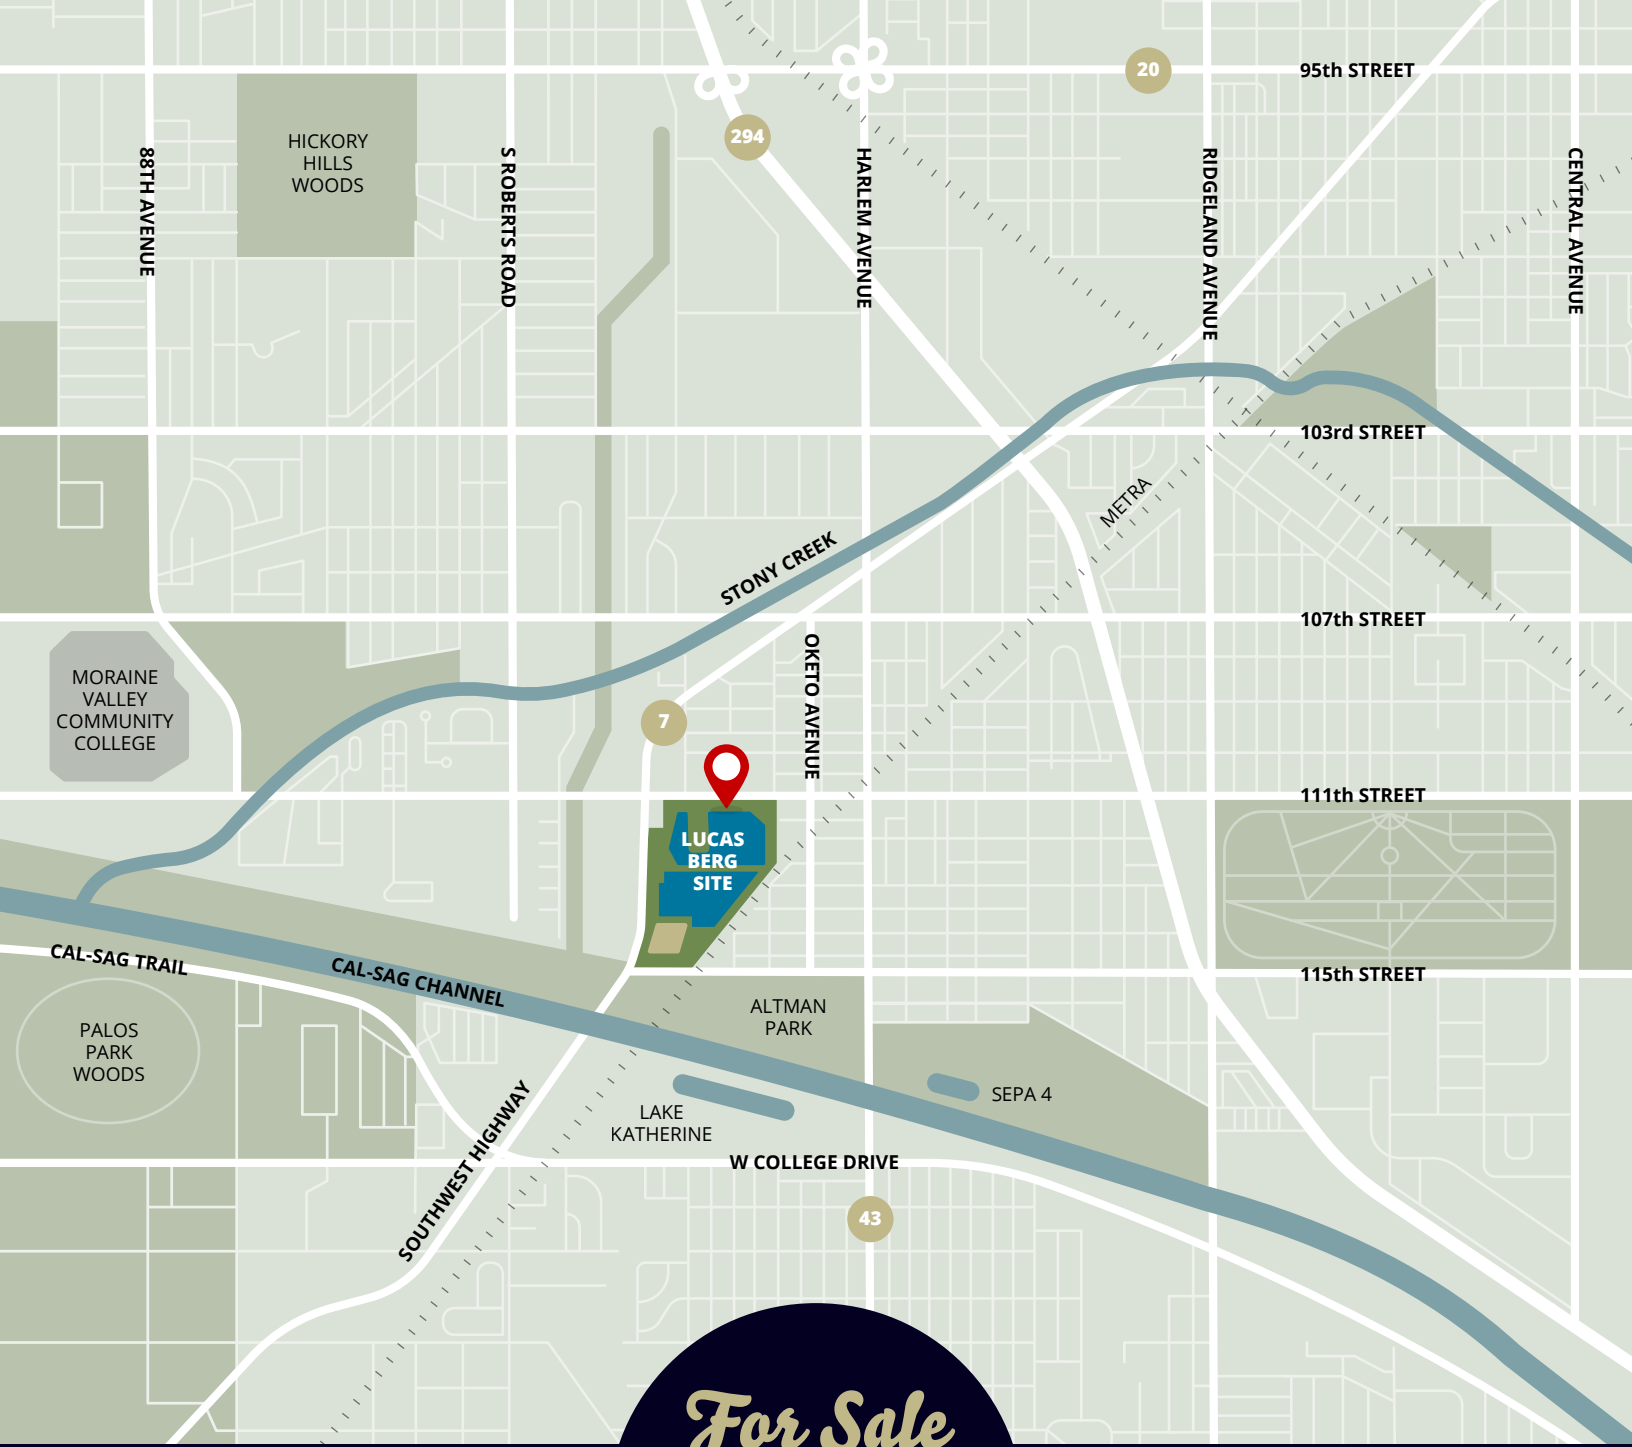 20
95th STREET
294
HICKORY
HILLS
WOODS
88TH AVENUE
S ROBERTS ROAD
HARLEM AVENUE
RIDGELAND AVENUE
CENTRAL AVENUE
103rd STREET
METRA
STONY CREEK
107th STREET
OKETO AVENUE
MORAINE
VALLEY
COMMUNITY
COLLEGE
7
111th STREET
LUCAS
BERG
SITE
CAL-SAG TRAIL
CAL-SAG CHANNEL
115th STREET
ALTMAN
PARK
PALOS
PARK
WOODS
SEPA 4
LAKE
KATHERINE
SOUTHWEST HIGHWAY
W COLLEGE DRIVE
43
For Sale